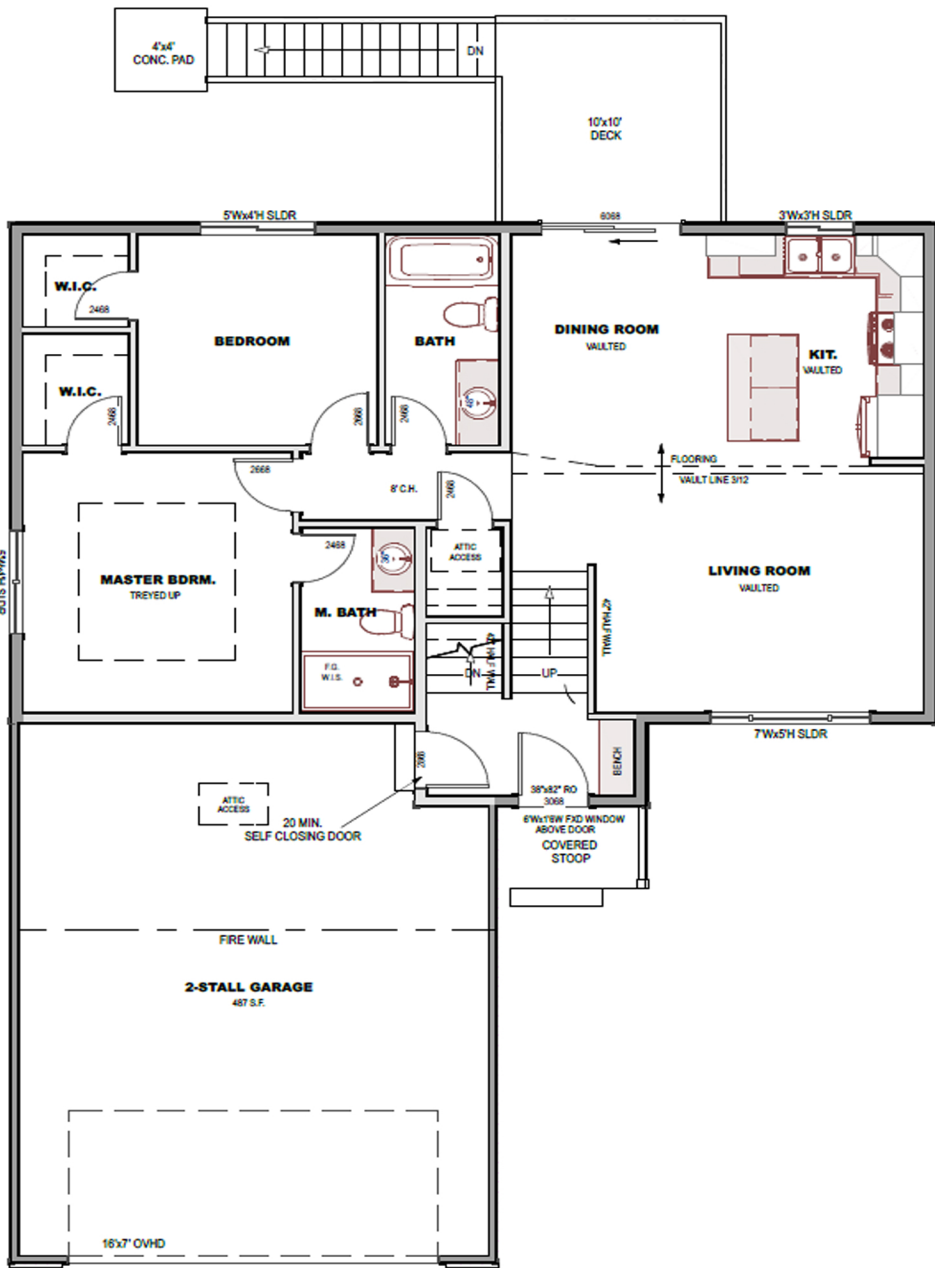 4'x4'
CONC. PAD
DN
10'x10'
DECK
5'Wx4'H SLDR
6068
3'Wx3'H SLDR
W.I.C.
2468
BEDROOM
BATH
DINING ROOM
VAULTED
KIT.
VAULTED
W.I.C.
2468
2668
2468
48"
2668
8' C.H.
2468
FLOORING
VAULT LINE 3/12
2468
36"
ATTIC
ACCESS
MASTER BDRM.
TREYED UP
M. BATH
LIVING ROOM
VAULTED
42" HALF WALL
F.G.
W.I.S.
DN
UP
7'Wx5'H SLDR
BENCH
ATTIC
ACCESS
20 MIN.
SELF CLOSING DOOR
38"x82" RO
3068
6'Wx1'6W FXD WINDOW
ABOVE DOOR
COVERED
STOOP
FIRE WALL
2-STALL GARAGE
487 S.F.
16'x7' OVHD